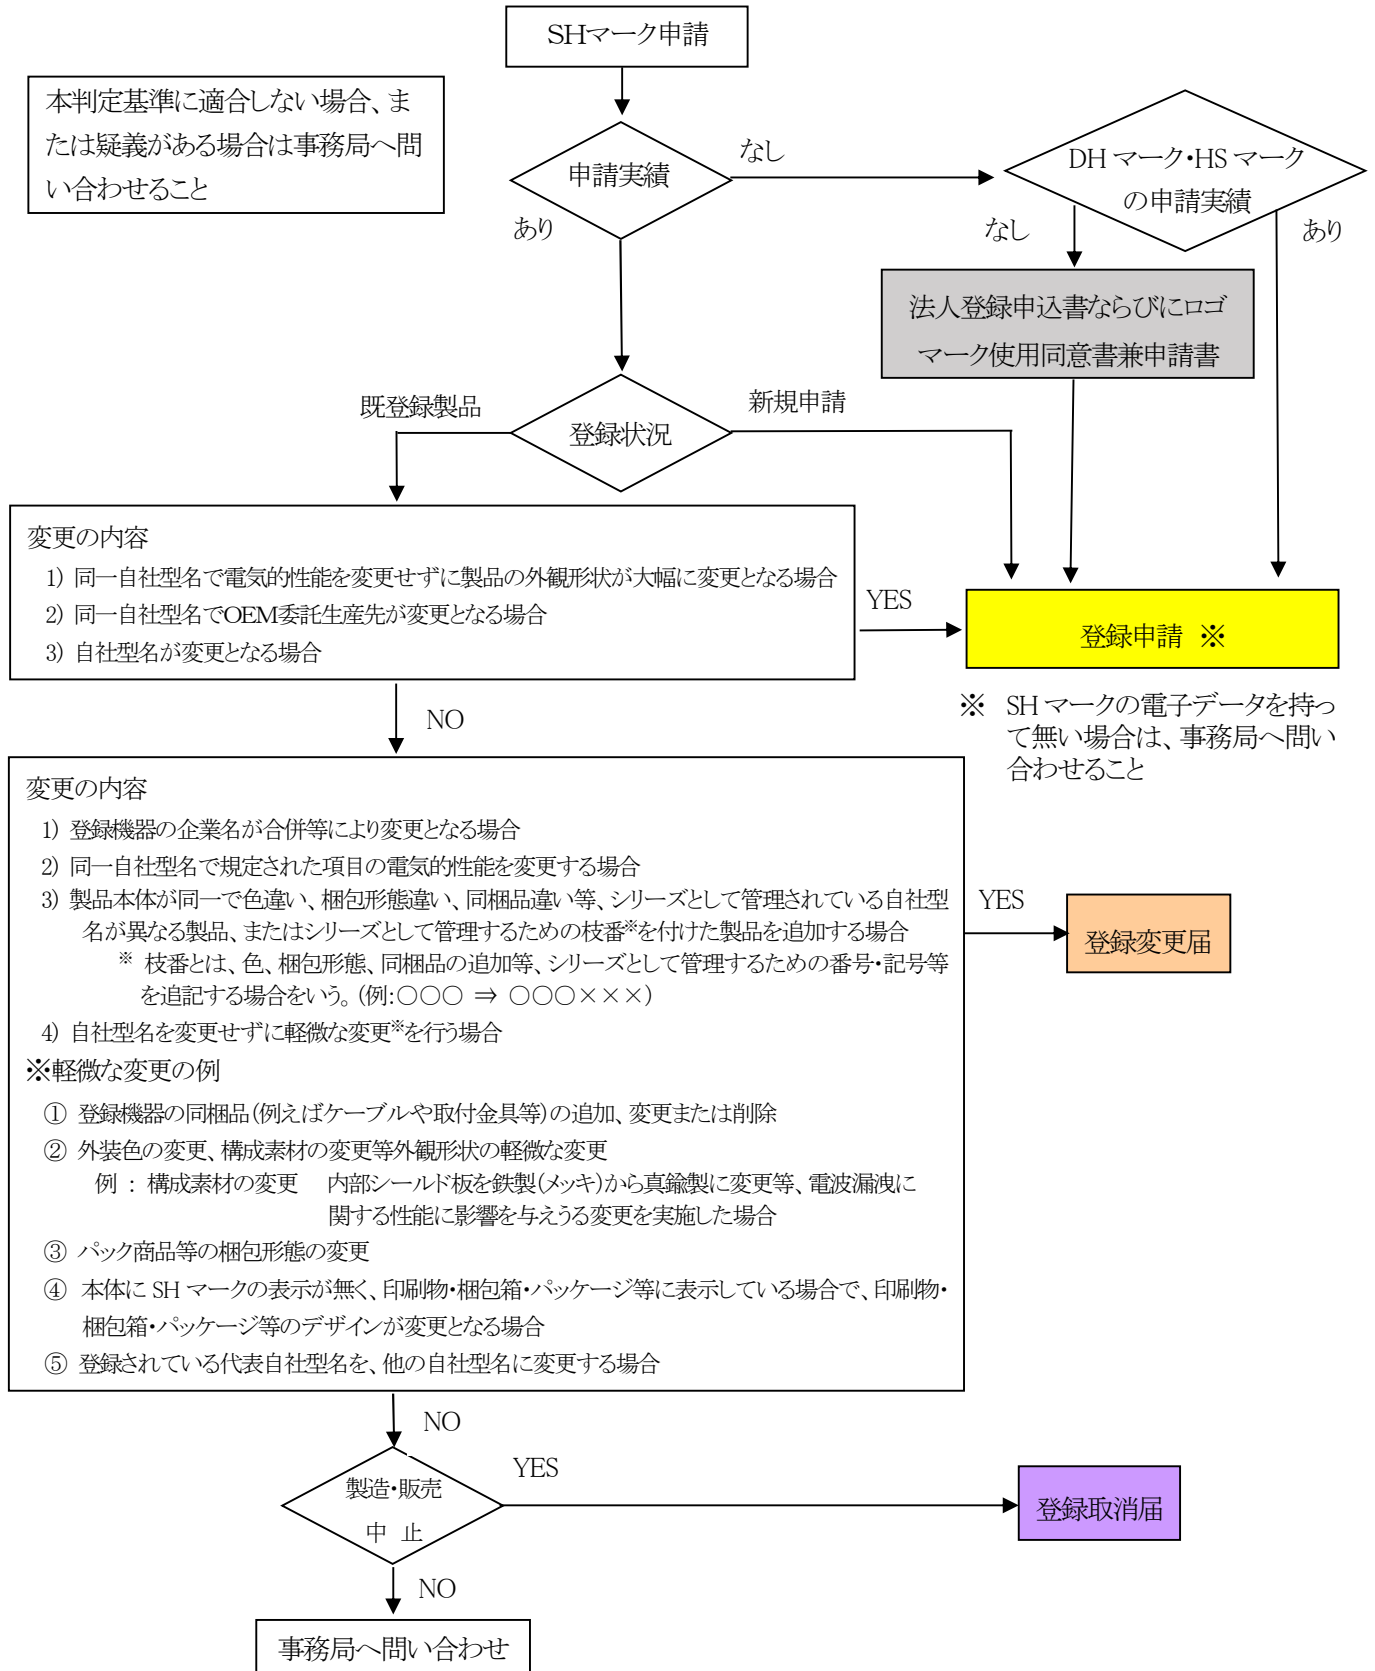 SHマーク申請
本判定基準に適合しない場合、ま
たは疑義がある場合は事務局へ問
い合わせること
申請実績
なし
あり
DH マーク・HS マーク
の申請実績
なし
あり
法人登録申込書ならびにロゴ
マーク使用同意書兼申請書
既登録製品
登録状況
新規申請
変更の内容
1) 同一自社型名で電気的性能を変更せずに製品の外観形状が大幅に変更となる場合
2) 同一自社型名でOEM委託生産先が変更となる場合
3) 自社型名が変更となる場合
YES
登録申請 ※
※ SH マークの電子データを持っ
て無い場合は、事務局へ問い
合わせること
NO
変更の内容
1) 登録機器の企業名が合併等により変更となる場合
2) 同一自社型名で規定された項目の電気的性能を変更する場合
3) 製品本体が同一で色違い、梱包形態違い、同梱品違い等、シリーズとして管理されている自社型
名が異なる製品、またはシリーズとして管理するための枝番※を付けた製品を追加する場合
※ 枝番とは、色、梱包形態、同梱品の追加等、シリーズとして管理するための番号・記号等
を追記する場合をいう。(例:○○○ ⇒ ○○○×××)
4) 自社型名を変更せずに軽微な変更※を行う場合
※軽微な変更の例
① 登録機器の同梱品(例えばケーブルや取付金具等)の追加、変更または削除
② 外装色の変更、構成素材の変更等外観形状の軽微な変更
例 : 構成素材の変更 内部シールド板を鉄製(メッキ)から真鍮製に変更等、電波漏洩に
関する性能に影響を与えうる変更を実施した場合
③ パック商品等の梱包形態の変更
④ 本体に SH マークの表示が無く、印刷物・梱包箱・パッケージ等に表示している場合で、印刷物・
梱包箱・パッケージ等のデザインが変更となる場合
⑤ 登録されている代表自社型名を、他の自社型名に変更する場合
YES
登録変更届
NO
製造・販売
中 止
YES
登録取消届
NO
事務局へ問い合わせ